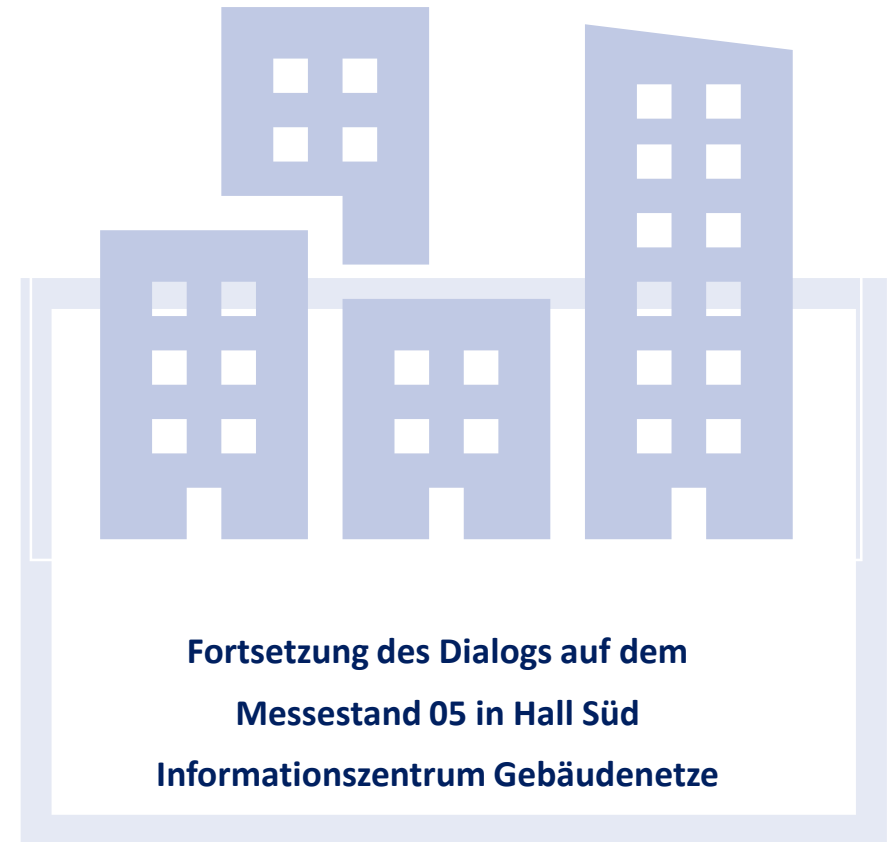 Fortsetzung des Dialogs auf dem
Messestand 05 in Hall Süd
Informationszentrum Gebäudenetze